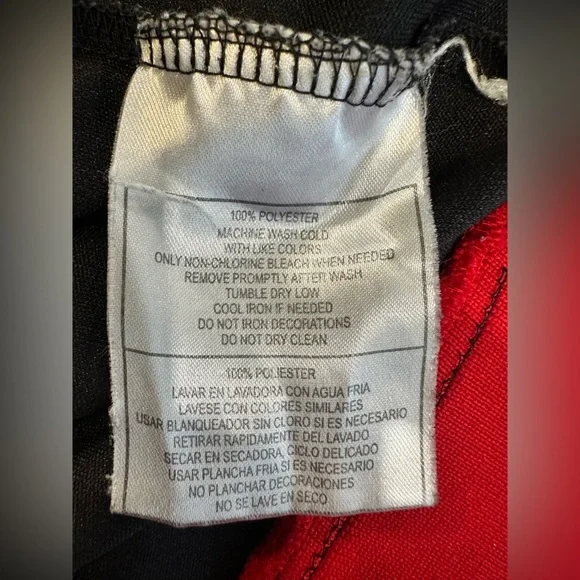 100% POLYESTER
MACHINE WASH COLD
WITH LIKE COLORS
ONLY NON-CHLORINE BLEACH WHEN NEEDED
REMOVE PROMPTLY AFTER WASH
TUMBLE DRY LOW
COOL IRON IF NEEDED
DO NOT IRON DECORATIONS
DO NOT DRY CLEAN
100% POLIESTER
LAVAR EN LAVADORA CON AGUA FRIA
LAVESE CON COLORES SIMILARES
USAR BLANQUEADOR SIN CLORO SI ES NECESARIO
RETIRAR RAPIDAMENTE DEL LAVADO
SECAR EN SECADORA, CICLO DELICADO
USAR PLANCHA FRIA SI ES NECESARIO
NO PLANCHAR DECORACIONES
NO SE LAVE EN SECO